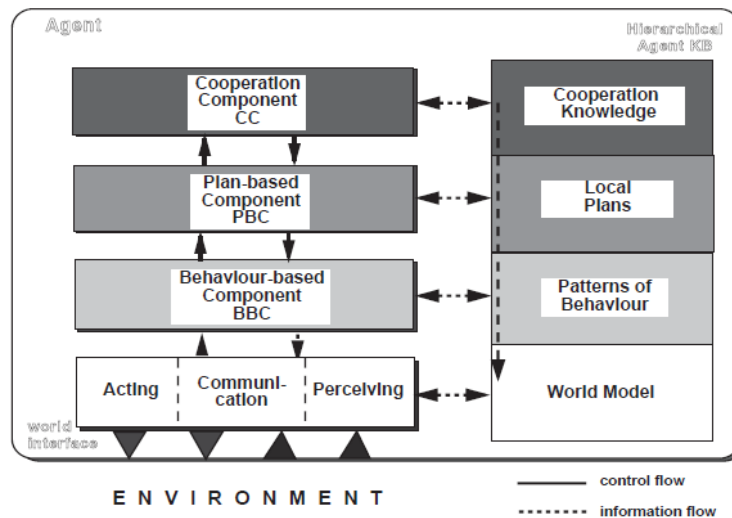 Agent
Hierarchical
Agent KB
Cooperation
Component
CC
Cooperation
Knowledge
Plan-based
Component
PBC
Local
Plans
Behaviour-based
Component
BBC
Patterns of
Behaviour
Acting
Communi-
cation
Perceiving
World Model
world
interface
ENVIRONMENT
control flow
information flow